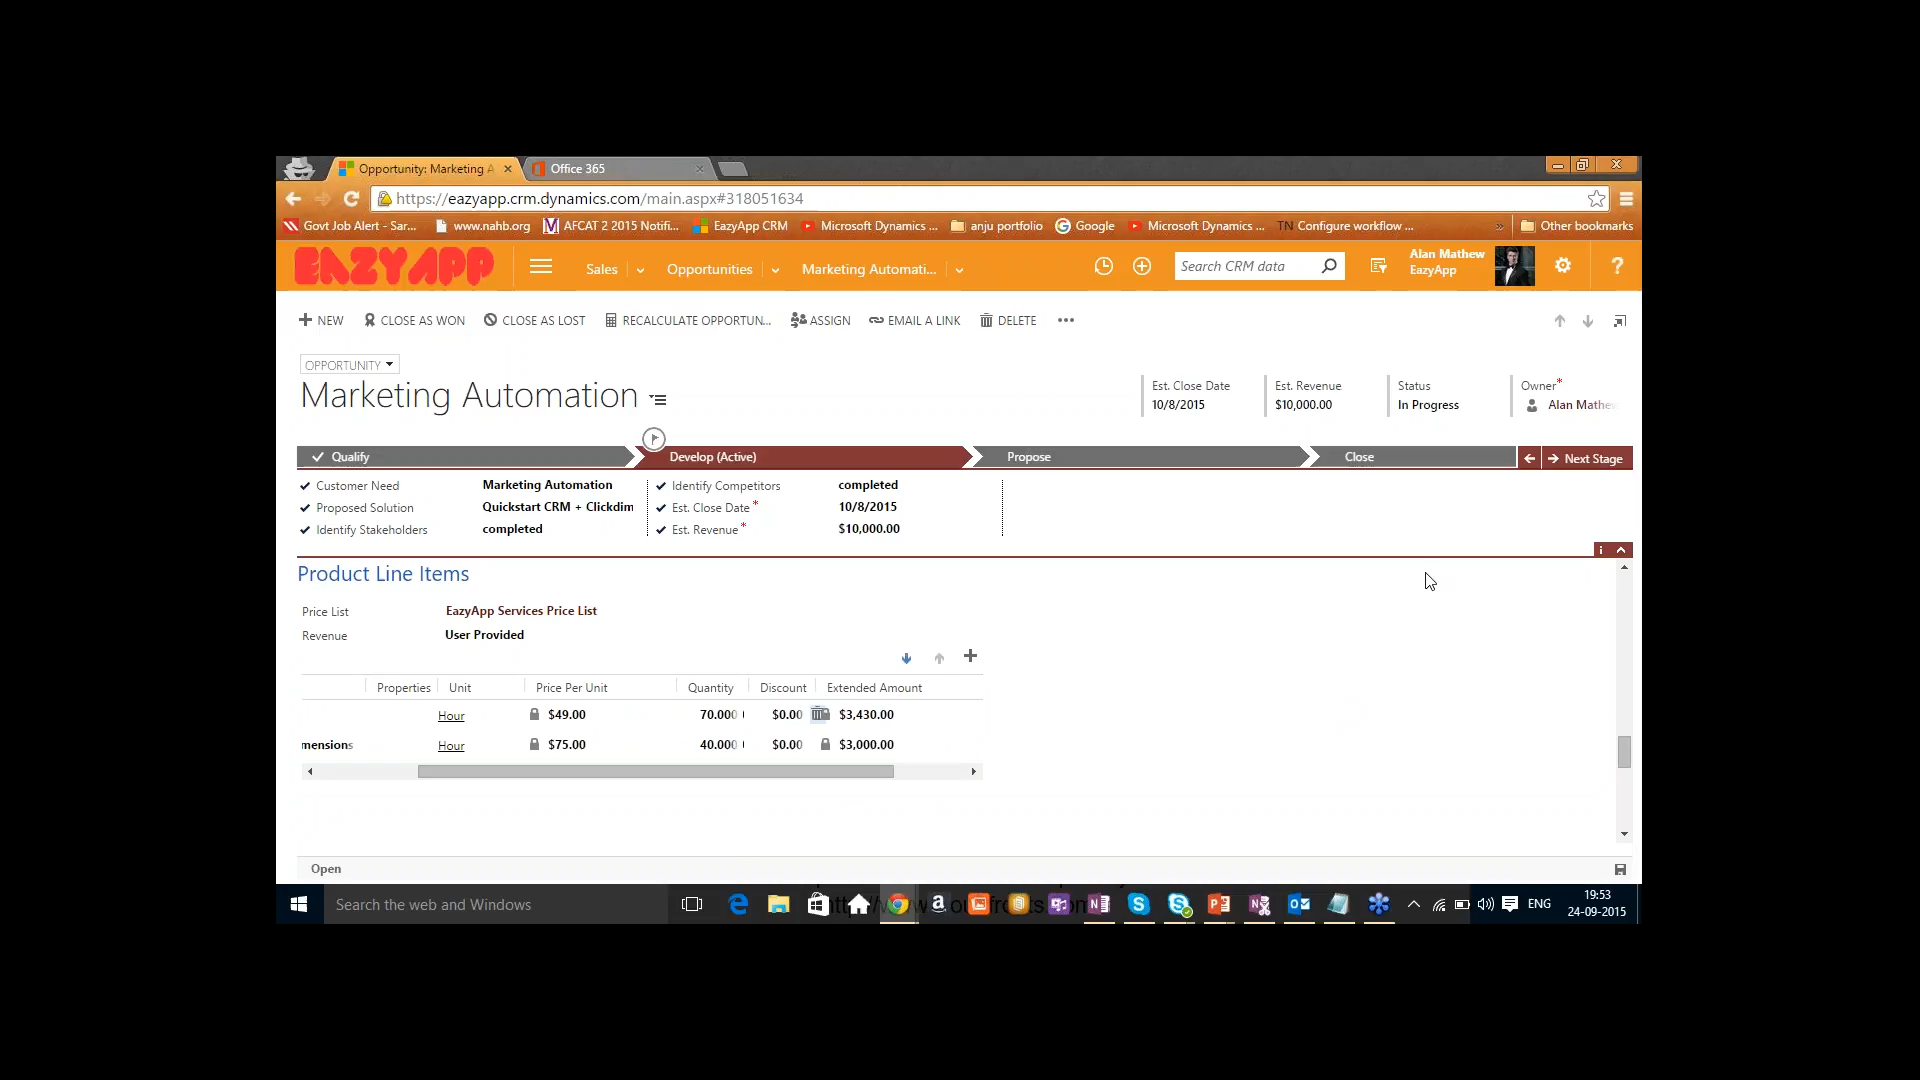 Opportunity: Marketing A
Office 365
https://eazyapp.crm.dynamics.com/main.aspx#318051634
Govt Job Alert - Sar...
www.nahb.org
AFCAT 2 2015 Notifi...
EazyApp CRM
Microsoft Dynamics ...
anju portfolio
Google
Microsoft Dynamics ...
TN Configure workflow ...
»
Other bookmarks
EAZYAPP
Sales
Opportunities
Marketing Automati...
Search CRM data
Alan Mathew
EazyApp
?
NEW
CLOSE AS WON
CLOSE AS LOST
RECALCULATE OPPORTUN...
ASSIGN
EMAIL A LINK
DELETE
•••
OPPORTUNITY
Marketing Automation
Est. Close Date
10/8/2015
Est. Revenue
$10,000.00
Status
In Progress
Owner*
Alan Mathe
Qualify
Develop (Active)
Propose
Close
Next Stage
Customer Need Marketing Automation
Proposed Solution Quickstart CRM + Clickdim
Identify Stakeholders completed
Identify Competitors completed
Est. Close Date* 10/8/2015
Est. Revenue* $10,000.00
i
Product Line Items
Price List EazyApp Services Price List
Revenue User Provided
Properties Unit Price Per Unit Quantity Discount Extended Amount
Hour $49.00 70.000 $0.00 $3,430.00
mensions Hour $75.00 40.000 $0.00 $3,000.00
Open
Search the web and Windows
ENG
19:53
24-09-2015